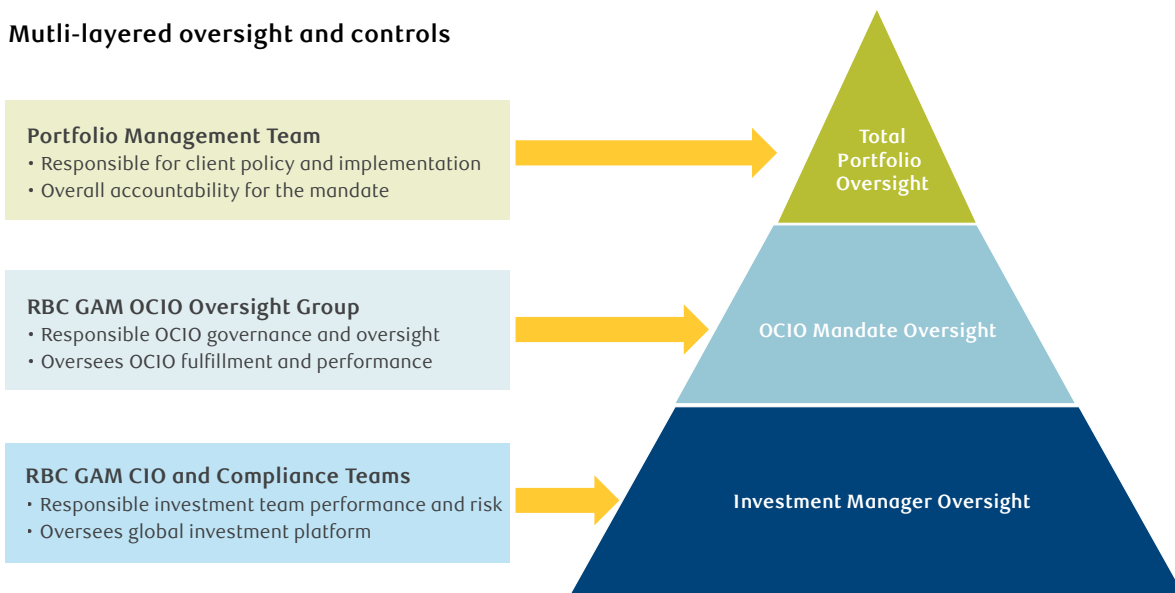 Mutli-layered oversight and controls
Portfolio Management Team
• Responsible for client policy and implementation
• Overall accountability for the mandate
Total
Portfolio
Oversight
RBC GAM OCIO Oversight Group
• Responsible OCIO governance and oversight
• Oversees OCIO fulfillment and performance
OCIO Mandate Oversight
RBC GAM CIO and Compliance Teams
• Responsible investment team performance and risk
• Oversees global investment platform
Investment Manager Oversight